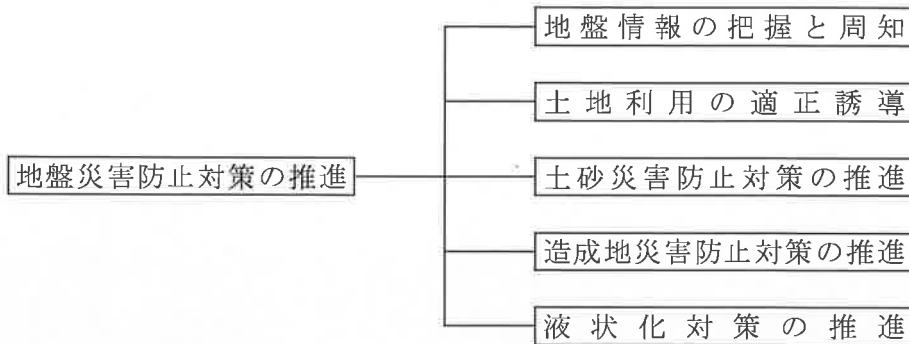 地盤情報の把握と周知
土地利用の適正誘導
地盤災害防止対策の推進
土砂災害防止対策の推進
造成地災害防止対策の推進
液状化対策の推進